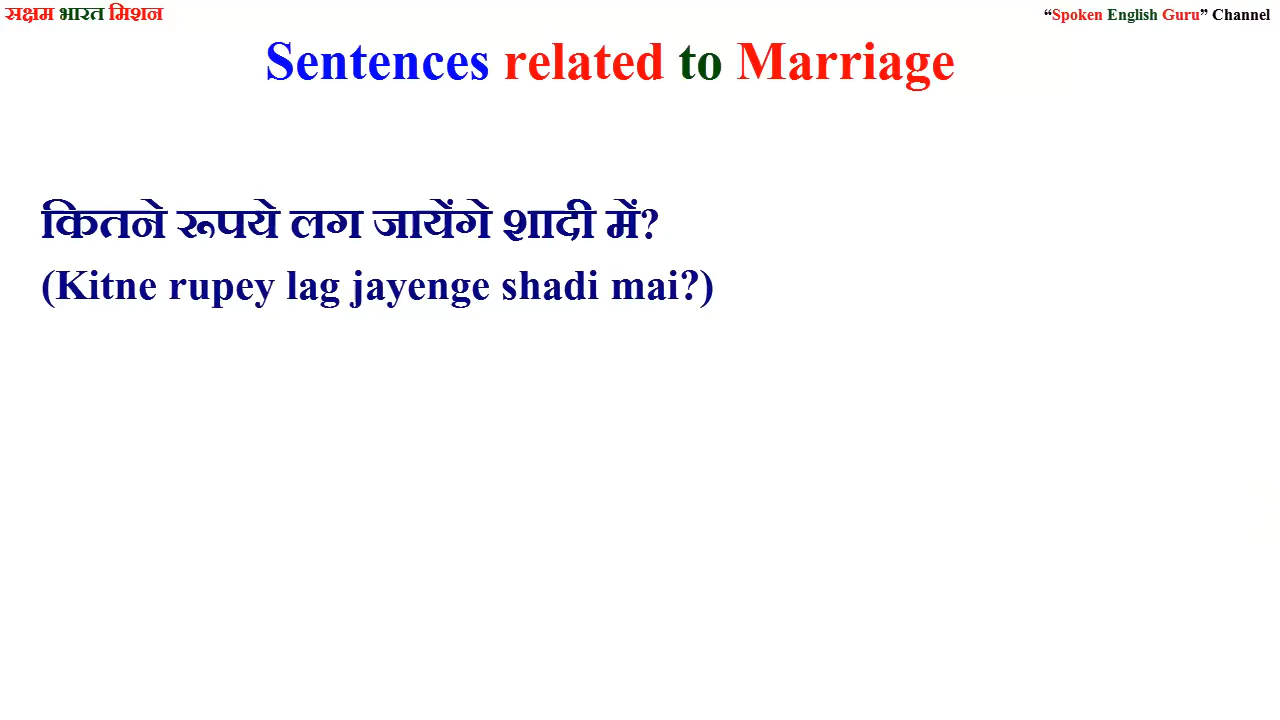 सक्षम भारत मिशन
“Spoken English Guru” Channel
Sentences related to Marriage
कितने रूपये लग जायेंगे शादी में?
(Kitne rupey lag jayenge shadi mai?)